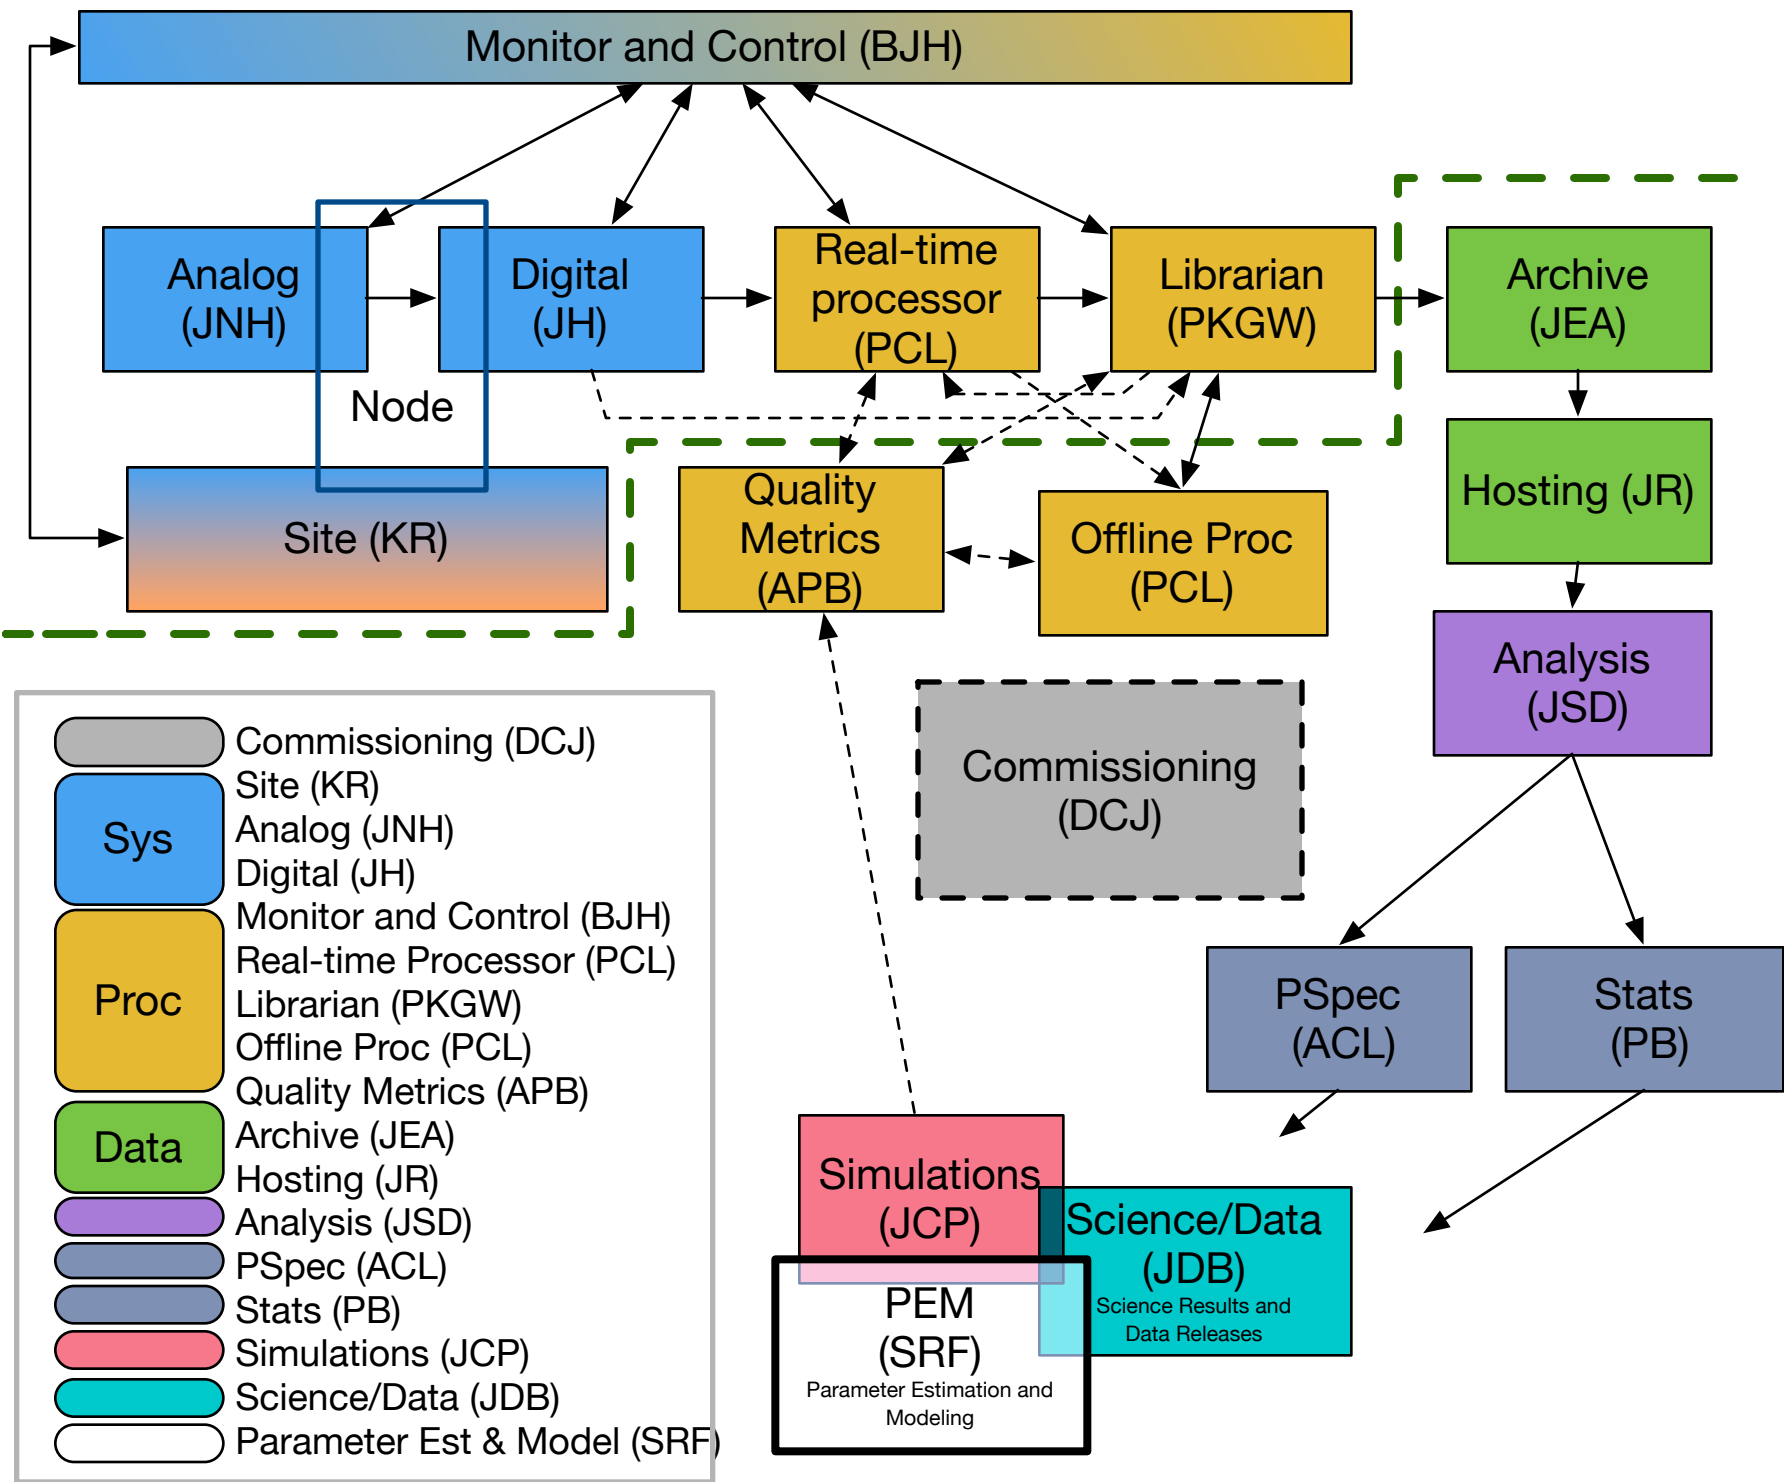 Monitor and Control (BJH)
Analog
(JNH)
Digital
(JH)
Real-time
processor
(PCL)
Librarian
(PKGW)
Archive
(JEA)
Node
Site (KR)
Quality
Metrics
(APB)
Offline Proc
(PCL)
Hosting (JR)
Analysis
(JSD)
Commissioning
(DCJ)
PSpec
(ACL)
Stats
(PB)
Simulations
(JCP)
Science/Data
(JDB)
Science Results and
Data Releases
PEM
(SRF)
Parameter Estimation and
Modeling
Commissioning (DCJ)
Sys
Site (KR)
Analog (JNH)
Digital (JH)
Proc
Monitor and Control (BJH)
Real-time Processor (PCL)
Librarian (PKGW)
Offline Proc (PCL)
Quality Metrics (APB)
Data
Archive (JEA)
Hosting (JR)
Analysis (JSD)
PSpec (ACL)
Stats (PB)
Simulations (JCP)
Science/Data (JDB)
Parameter Est & Model (SRF)